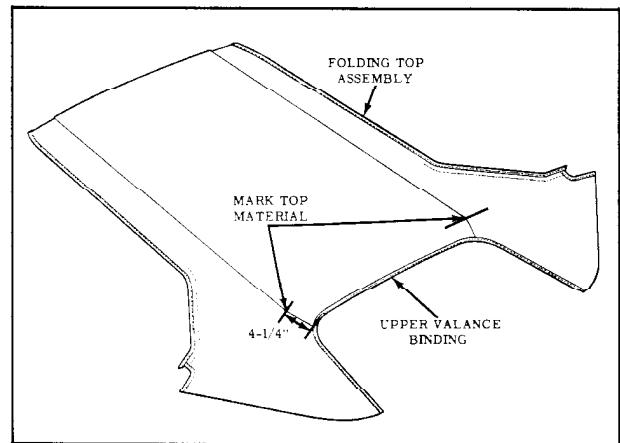 FOLDING TOP
ASSEMBLY
MARK TOP
MATERIAL
4-1/4"
UPPER VALANCE
BINDING